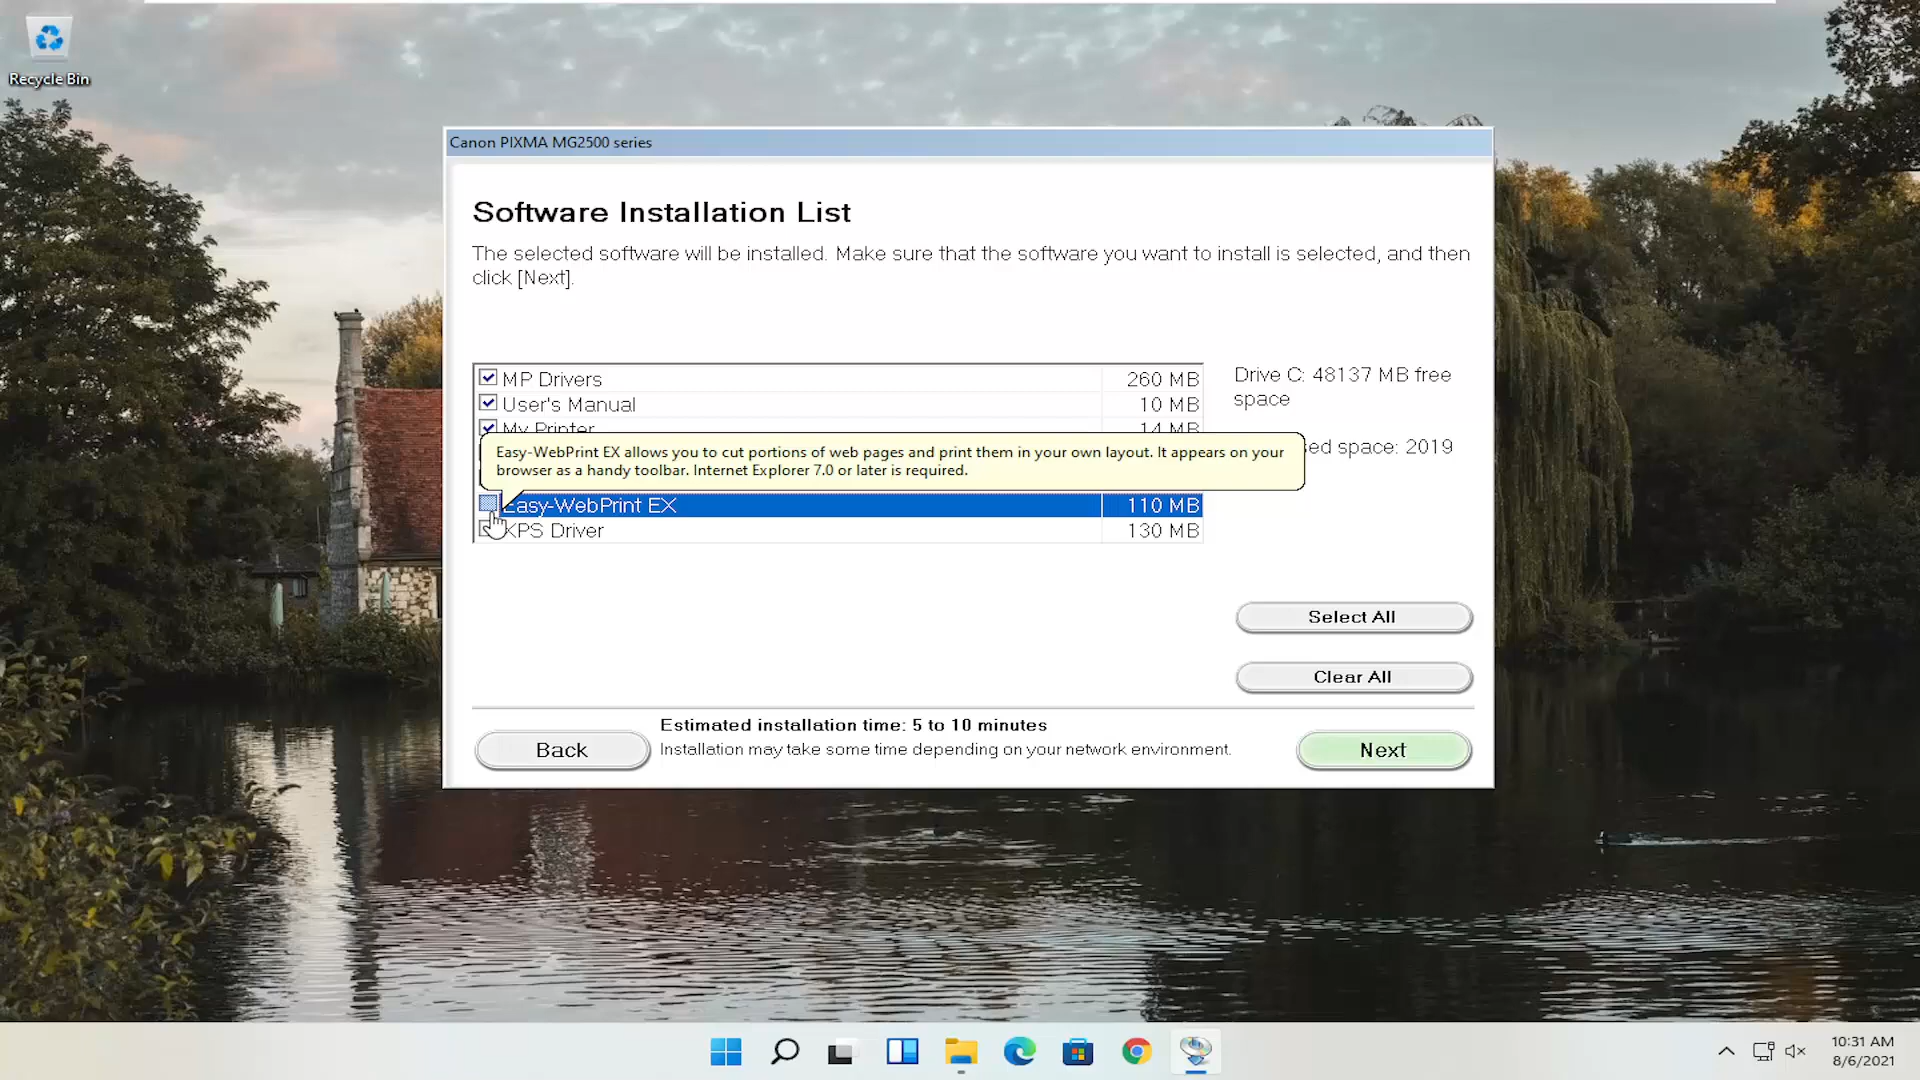 Recycle Bin
Canon PIXMA MG2500 series
Software Installation List
The selected software will be installed. Make sure that the software you want to install is selected, and then
click [Next].
MP Drivers 260 MB
User's Manual 10 MB
My Printer 14 MB
Drive C: 48137 MB free
space
Easy-WebPrint EX allows you to cut portions of web pages and print them in your own layout. It appears on your
browser as a handy toolbar. Internet Explorer 7.0 or later is required.
space: 2019
Easy-WebPrint EX 110 MB
XPS Driver 130 MB
Select All
Clear All
Back
Estimated installation time: 5 to 10 minutes
Installation may take some time depending on your network environment.
Next
10:31 AM
8/6/2021